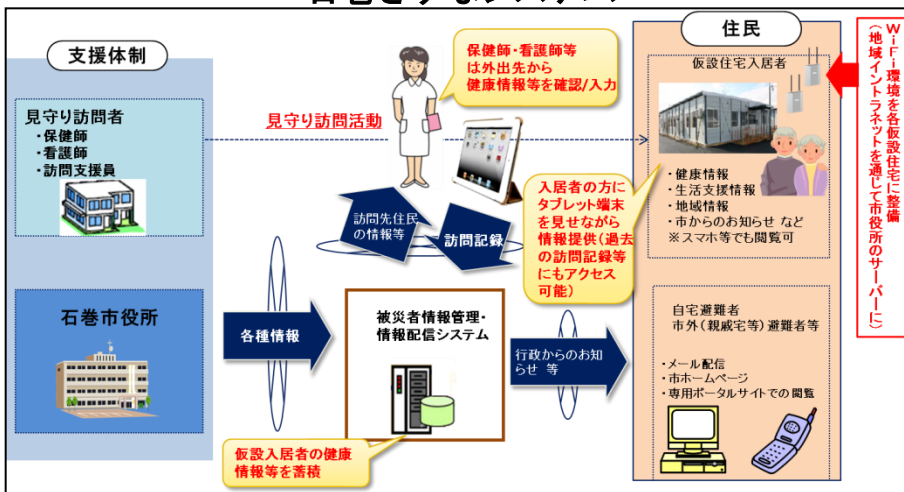 支援体制
見守り訪問者
・保健師
・看護師
・訪問支援員
石巻市役所
見守り訪問活動
保健師・看護師等
は外出先から
健康情報等を確認/入力
訪問先住民
の情報等
訪問記録
入居者の方に
タブレット端末
を見せながら
情報提供(過去
の訪問記録等
にもアクセス
可能)
各種情報
被災者情報管理・
情報配信システム
行政からのお知
らせ 等
仮設入居者の健康
情報等を蓄積
住民
仮設住宅入居者
・健康情報
・生活支援情報
・地域情報
・市からのお知らせ など
※スマホ等でも閲覧可
自宅避難者
市外(親戚宅等)避難者等
・メール配信
・市ホームページ
・専用ポータルサイトでの閲覧
WiFi環境を各仮設住宅に整備
(地域イントラネットを通じて市役所のサーバーに)